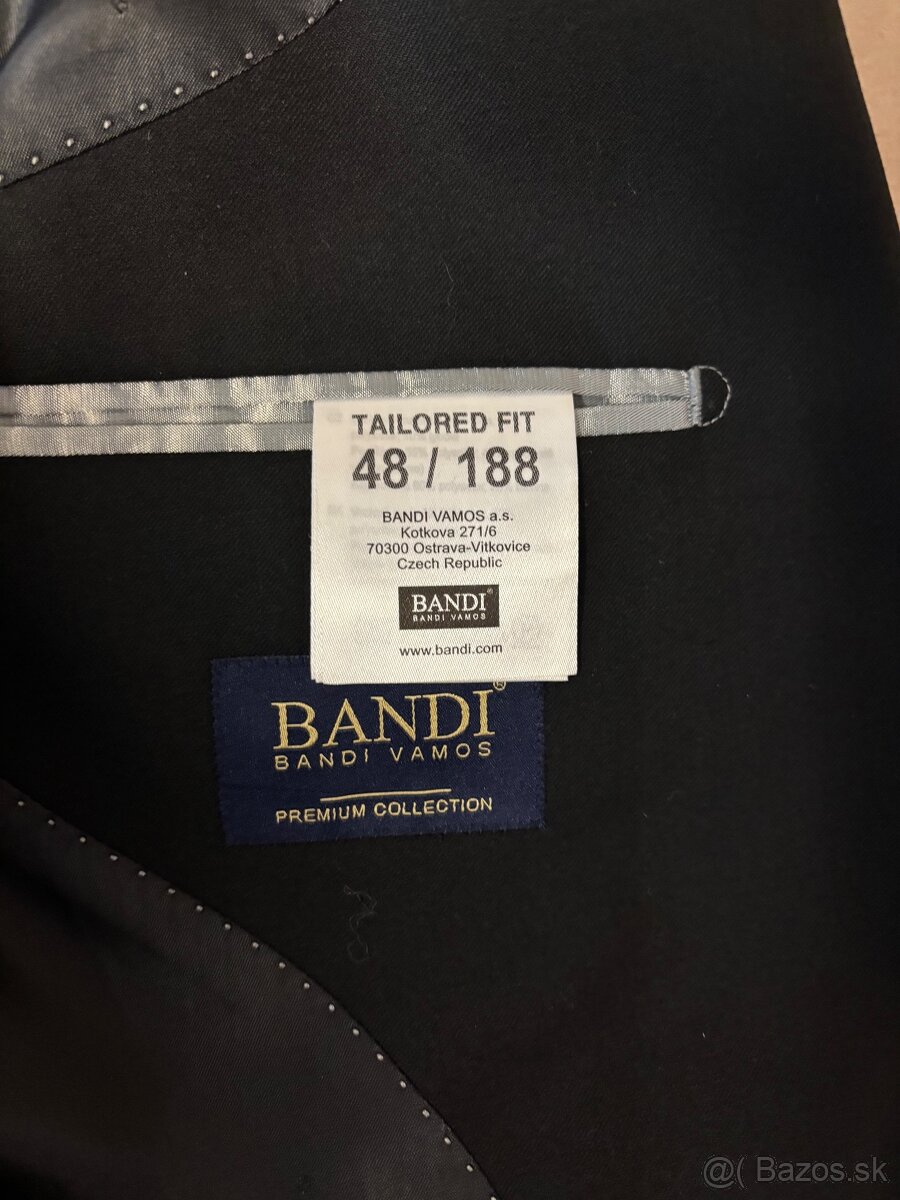 TAILORED FIT
48 / 188
BANDI VAMOS a.s.
Kotkova 271/6
70300 Ostrava-Vitkovice
Czech Republic
BANDI®
BANDI VAMOS
www.bandi.com
BANDI®
BANDI VAMOS
PREMIUM COLLECTION
@( Bazos.sk